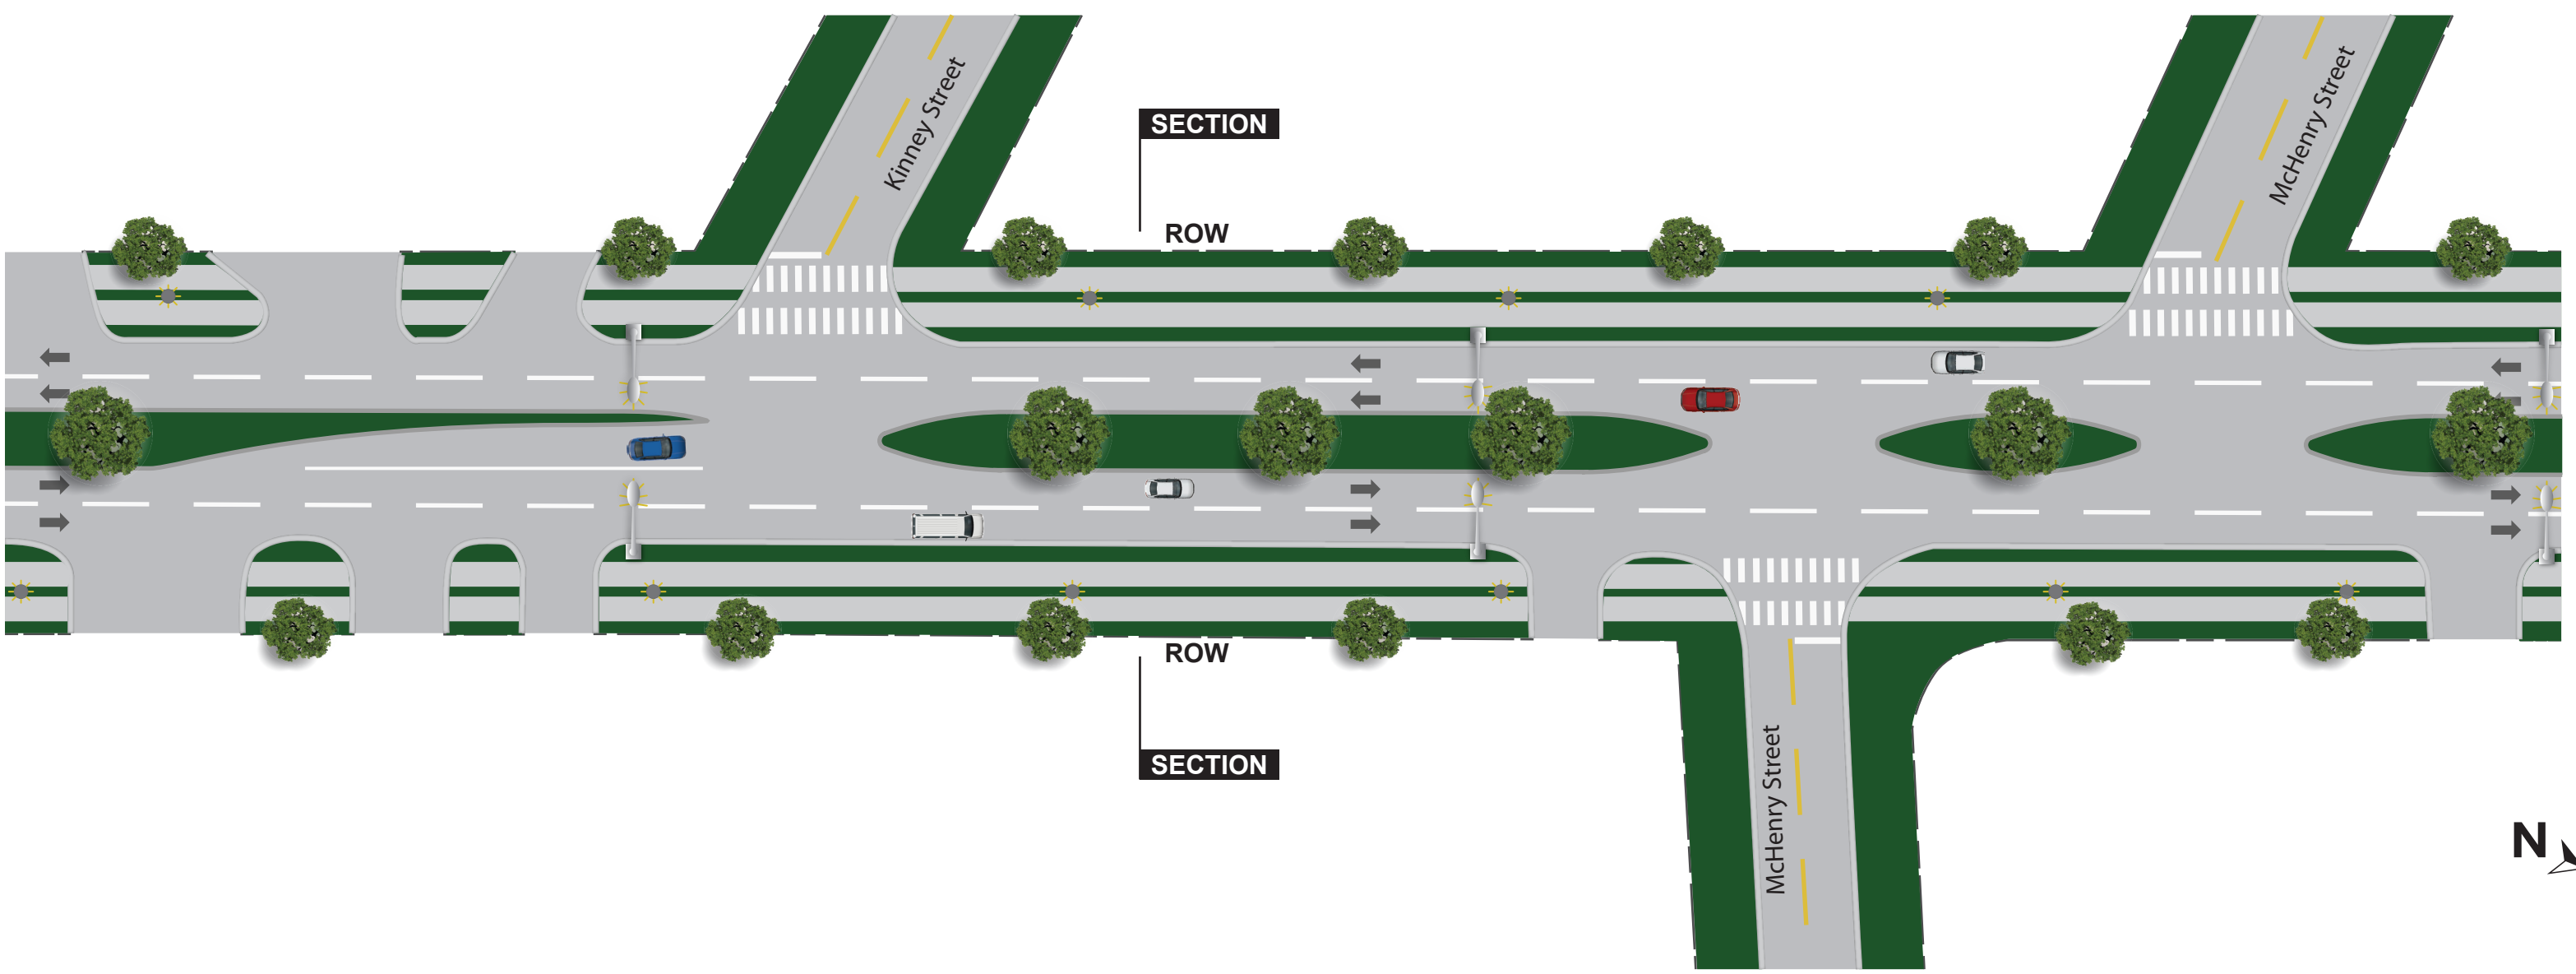 Kinney Street
McHenry Street
SECTION
ROW
ROW
SECTION
McHenry Street
N